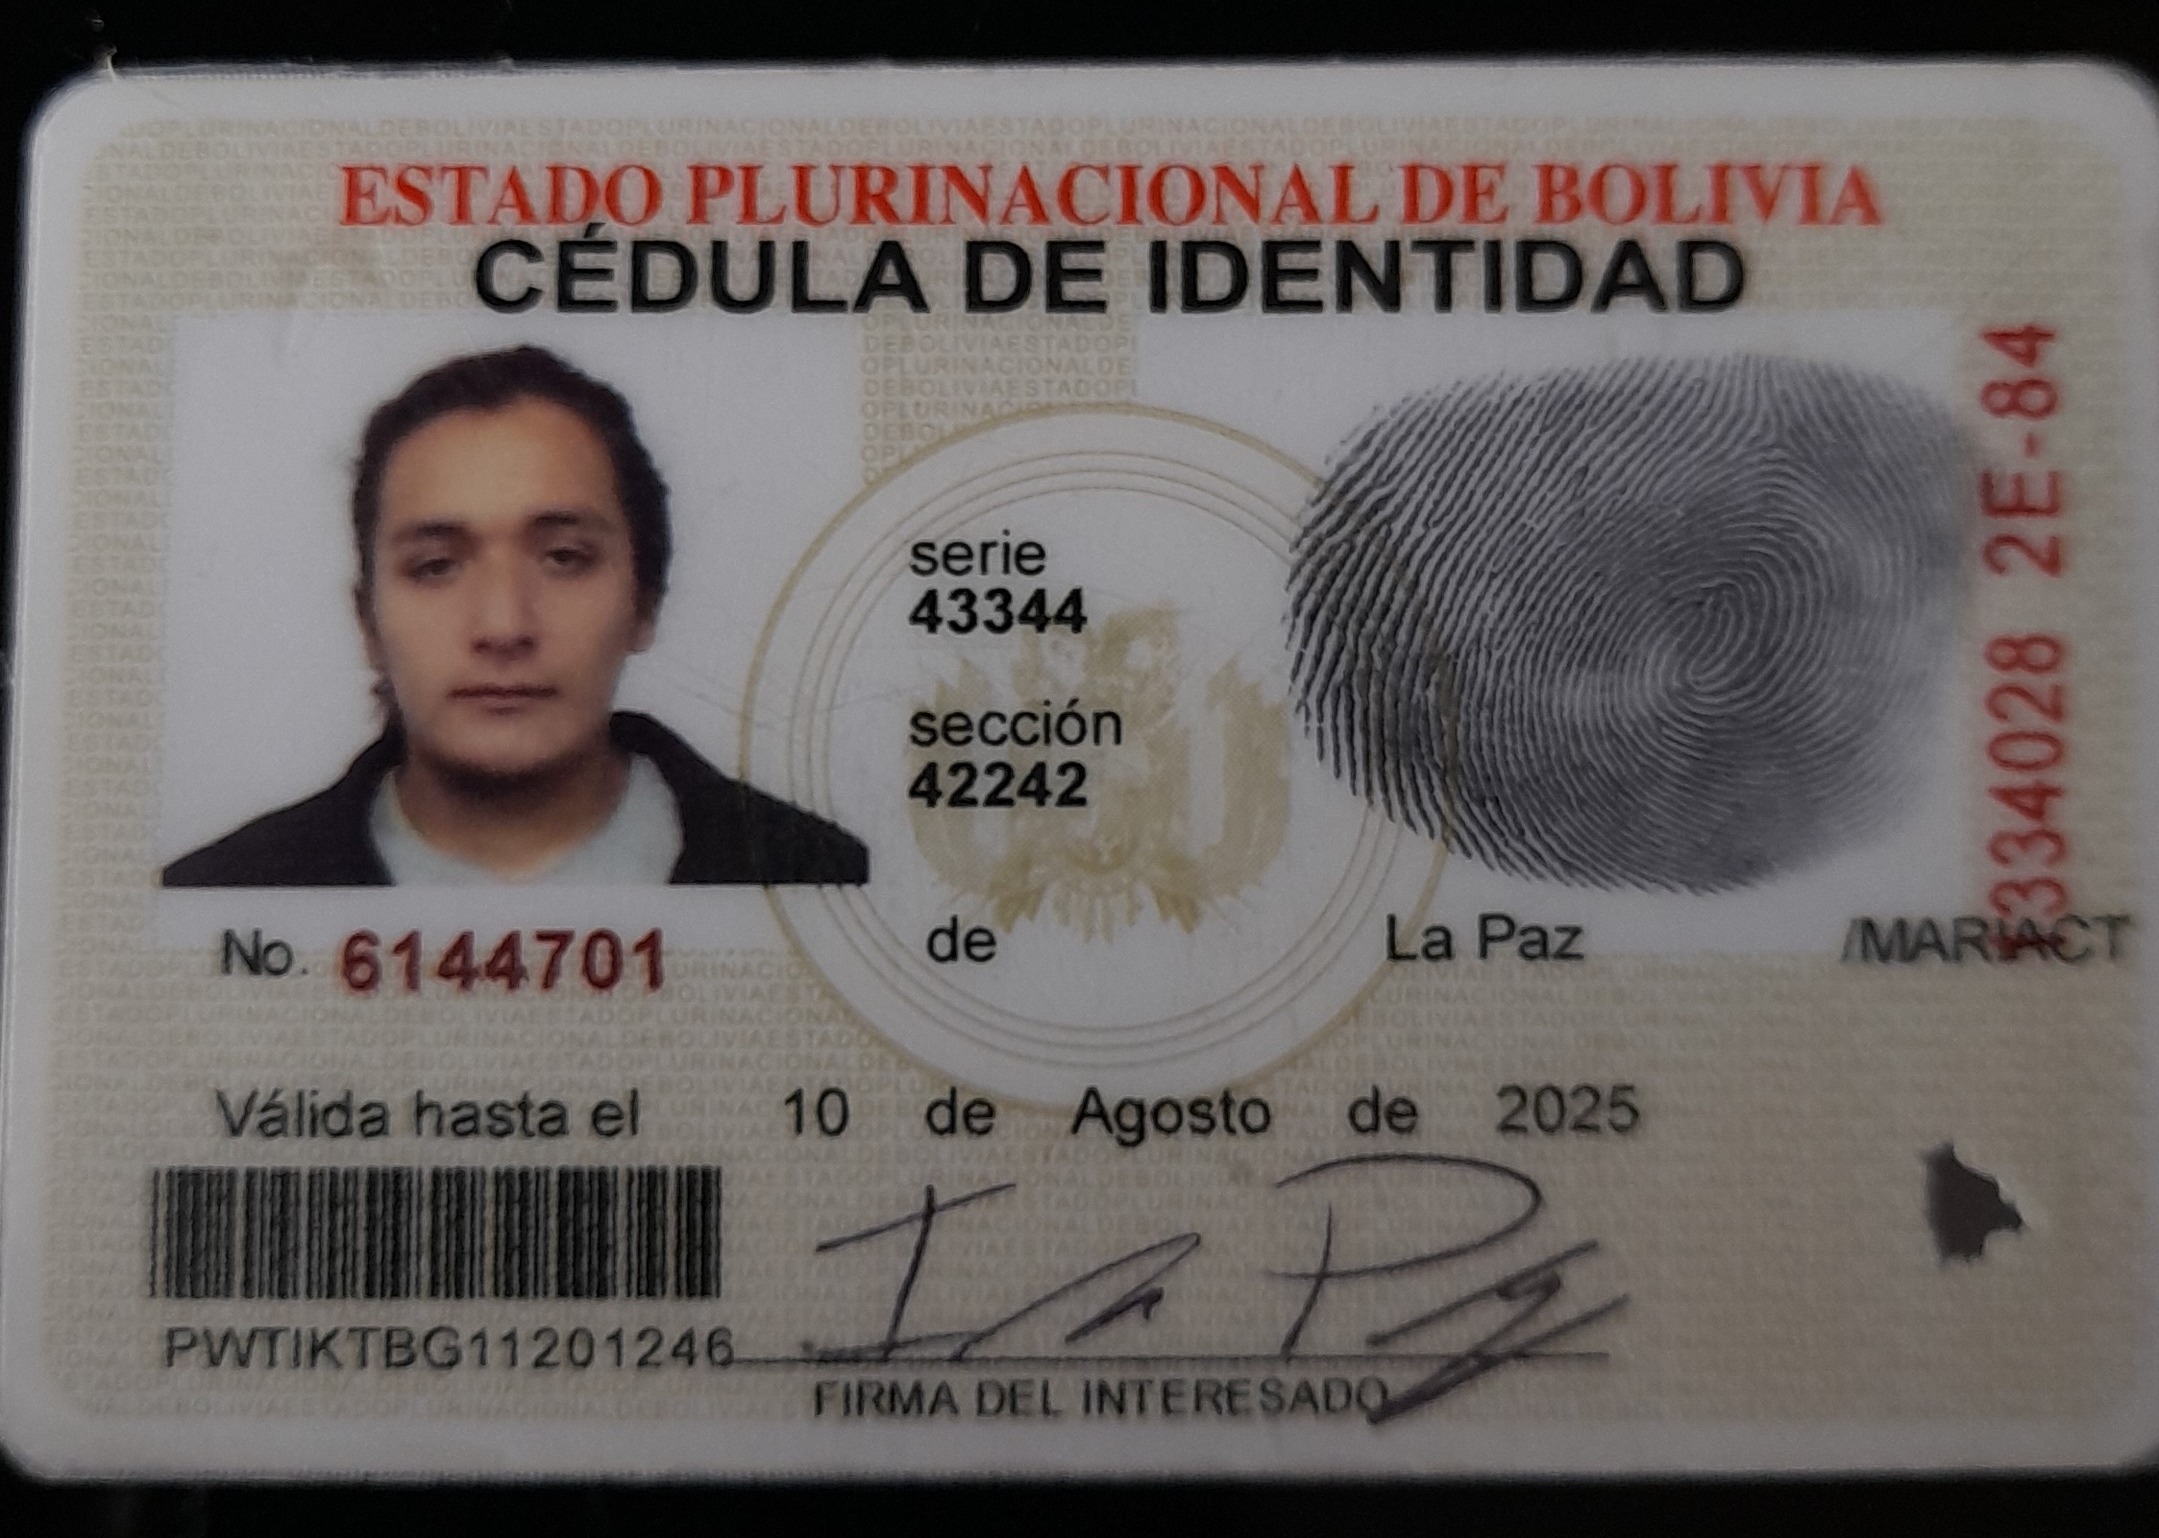 ESTADO PLURINACIONAL DE BOLIVIA
CÉDULA DE IDENTIDAD
serie
43344
sección
42242
1334028 2E-84
No. 6144701 de La Paz /MARIACT
Válida hasta el 10 de Agosto de 2025
PWTIKTBG11201246
FIRMA DEL INTERESADO